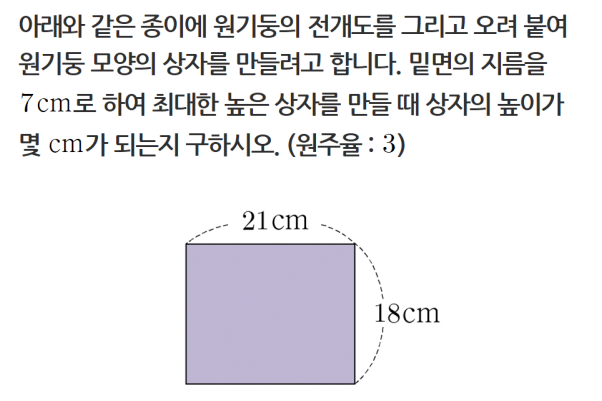 아래와 같은 종이에 원기둥의 전개도를 그리고 오려 붙여
원기둥 모양의 상자를 만들려고 합니다. 밑면의 지름을
7cm로 하여 최대한 높은 상자를 만들 때 상자의 높이가
몇 cm가 되는지 구하시오. (원주율 : 3)
21cm
18cm